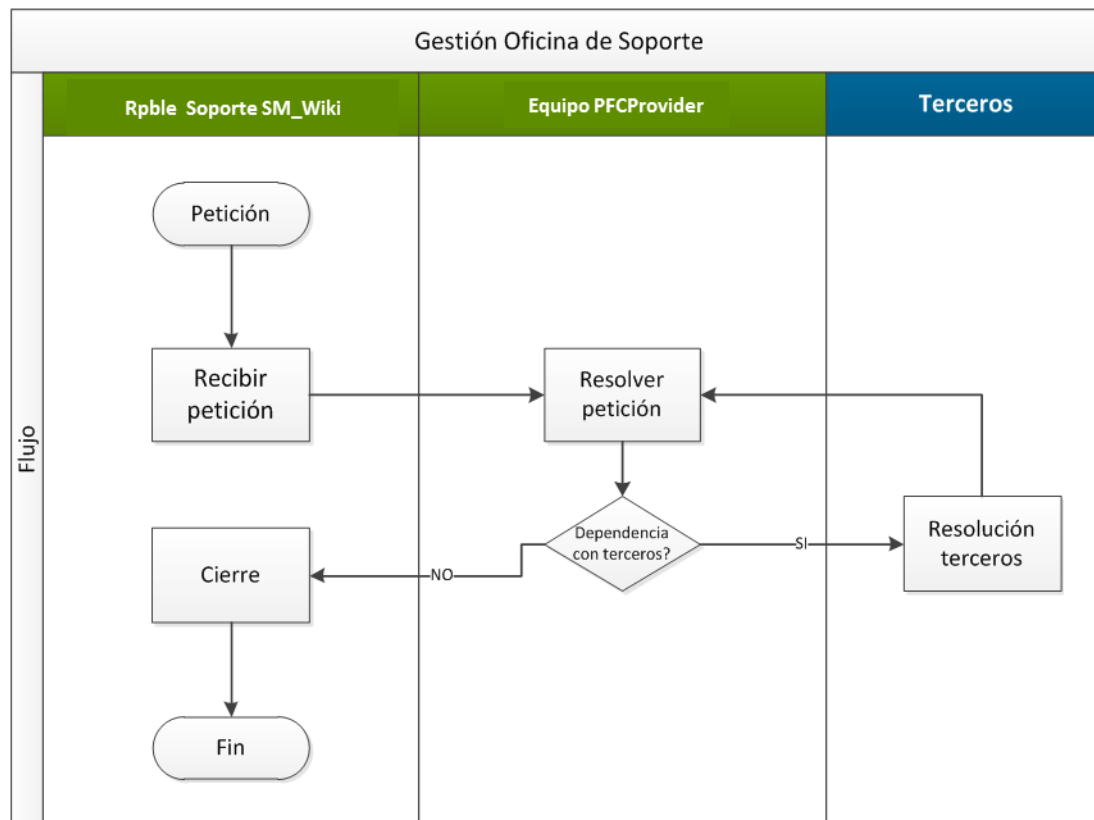 Gestión Oficina de Soporte
Rpble Soporte SM_Wiki
Equipo PFCProvider
Terceros
Flujo
Petición
Recibir
petición
Resolver
petición
Dependencia
con terceros?
SI
Resolución
terceros
NO
Cierre
Fin